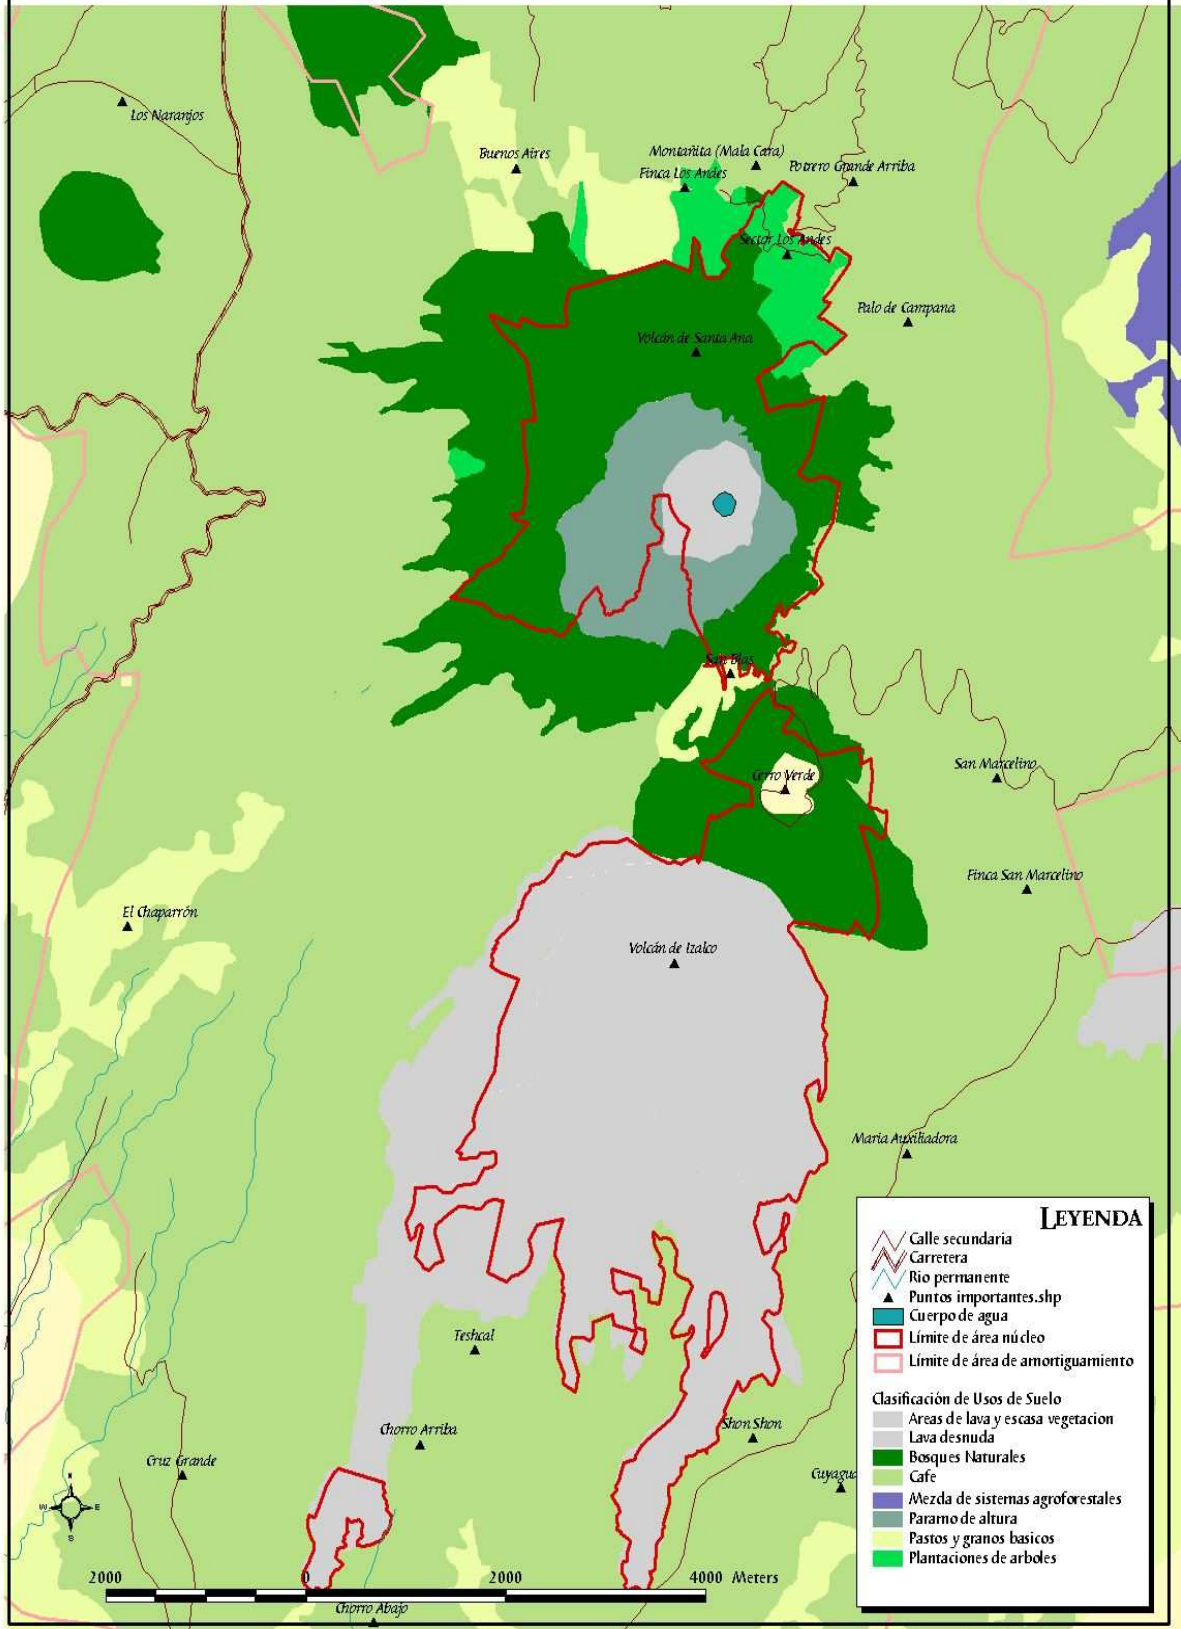 Los Naranjos
Buenos Aires
Montañita (Mala Cara)
Finca Los Andes
Potrero Grande Arriba
Sector Los Andes
Palo de Campana
Volcán de Santa Ana
San Blas
San Marcelino
Cerro Verde
Finca San Marcelino
El Chaparrón
Volcán de Izalco
Maria Auxiliadora
Teshcal
Chorro Arriba
Shon Shon
Cruz Grande
Cuyagua
Chorro Abajo
N
W E
S
2000 0 2000 4000 Meters
LEYENDA
Calle secundaria
Carretera
Rio permanente
Puntos importantes.shp
Cuerpo de agua
Límite de área núcleo
Límite de área de amortiguamiento
Clasificación de Usos de Suelo
Areas de lava y escasa vegetacion
Lava desnuda
Bosques Naturales
Cafe
Mezda de sistemas agroforestales
Paramo de altura
Pastos y granos basicos
Plantaciones de arboles